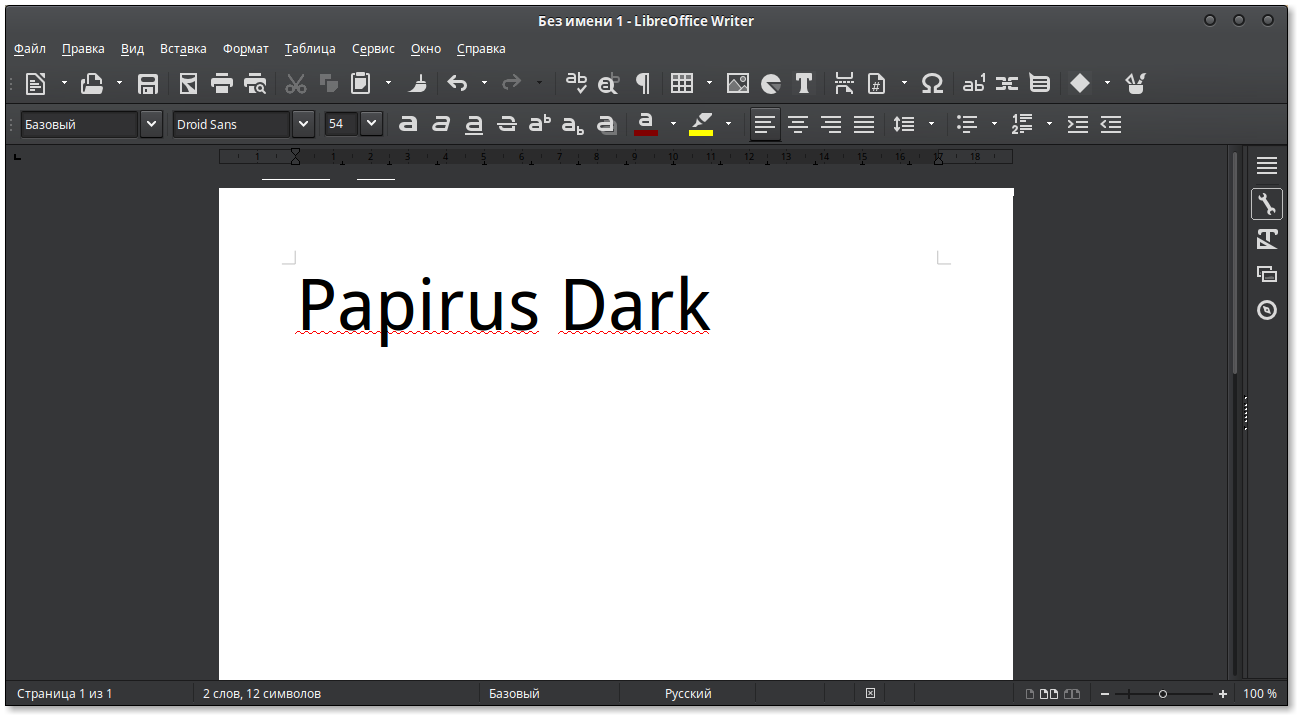 Без имени 1 - LibreOffice Writer
Файл Правка Вид Вставка Формат Таблица Сервис Окно Справка
Базовый Droid Sans 54
1 1 2 3 4 5 6 7 8 9 10 11 12 13 14 15 16 17 18
Papirus Dark
Страница 1 из 1 2 слов, 12 символов Базовый Русский 100 %